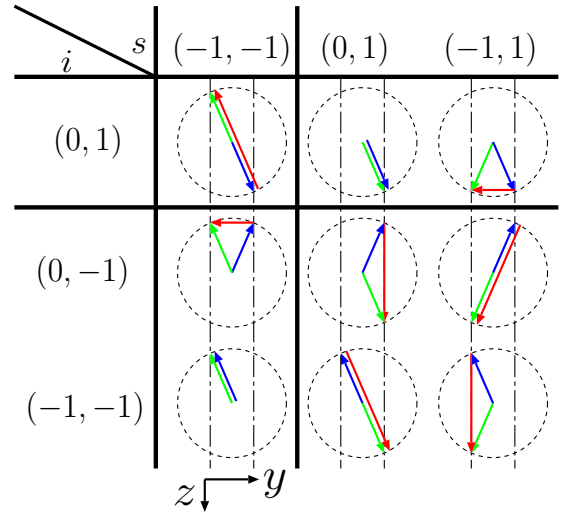 s (−1, −1) (0, 1) (−1, 1)
i
(0, 1)
(0, −1)
(−1, −1)
z y